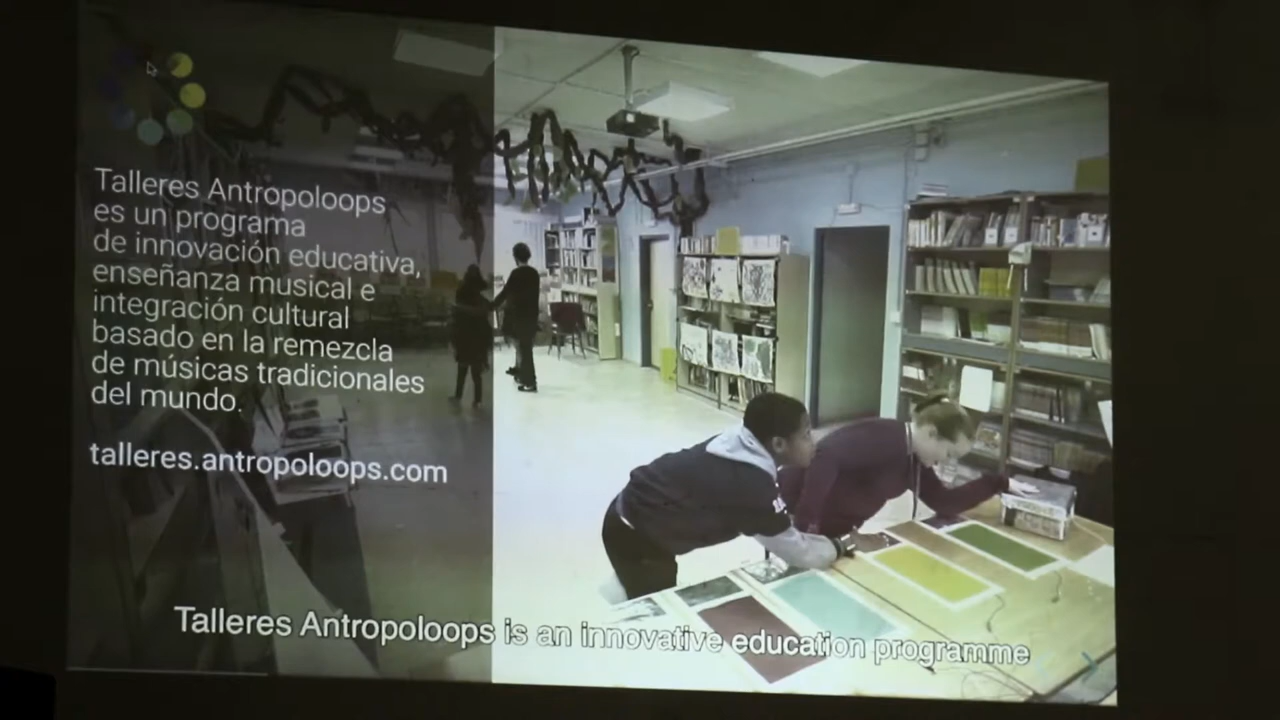 Talleres Antropoloops
es un programa
de innovación educativa,
enseñanza musical e
integración cultural
basado en la remezcla
de músicas tradicionales
del mundo.
talleres.antropoloops.com
Talleres Antropoloops is an innovative education programme